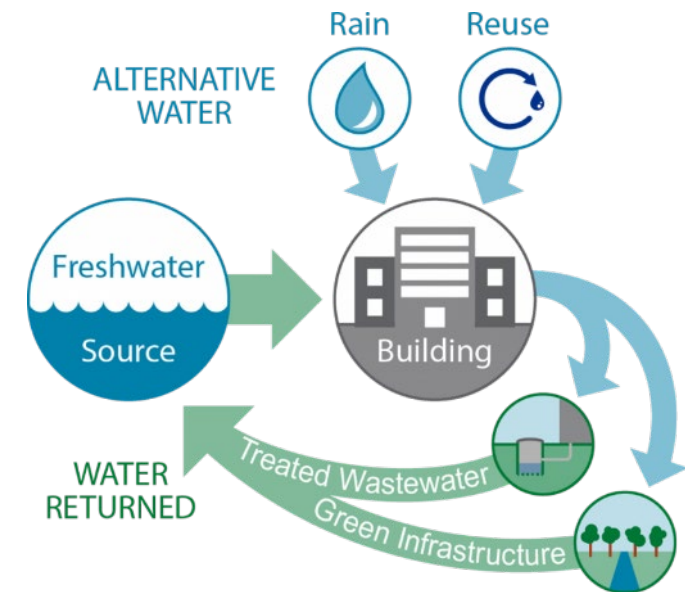 Rain
Reuse
ALTERNATIVE
WATER
Freshwater
Source
Building
Treated Wastewater
Green Infrastructure
WATER
RETURNED